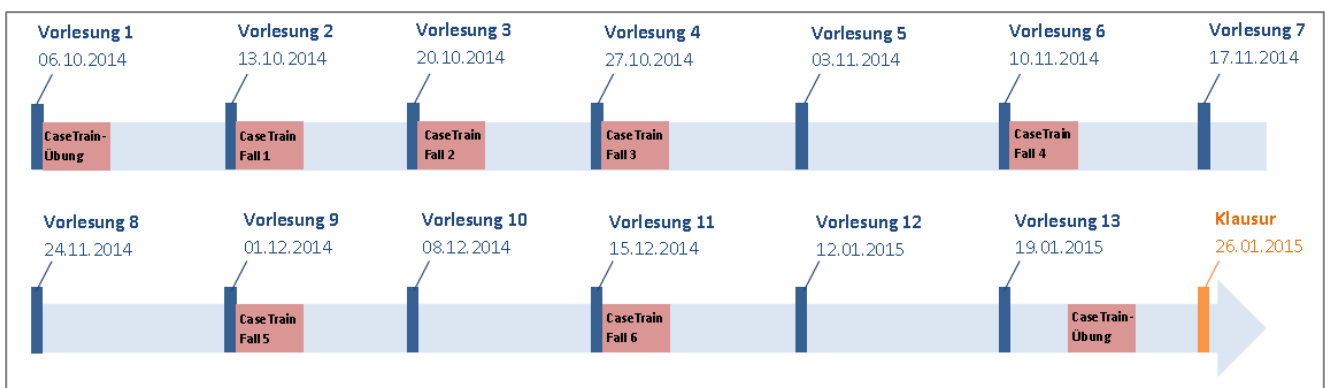 Vorlesung 1
06.10.2014
Vorlesung 2
13.10.2014
Vorlesung 3
20.10.2014
Vorlesung 4
27.10.2014
Vorlesung 5
03.11.2014
Vorlesung 6
10.11.2014
Vorlesung 7
17.11.2014
CaseTrain-
Übung
CaseTrain
Fall 1
CaseTrain
Fall 2
CaseTrain
Fall 3
CaseTrain
Fall 4
Vorlesung 8
24.11.2014
Vorlesung 9
01.12.2014
Vorlesung 10
08.12.2014
Vorlesung 11
15.12.2014
Vorlesung 12
12.01.2015
Vorlesung 13
19.01.2015
Klausur
26.01.2015
CaseTrain
Fall 5
CaseTrain
Fall 6
CaseTrain-
Übung